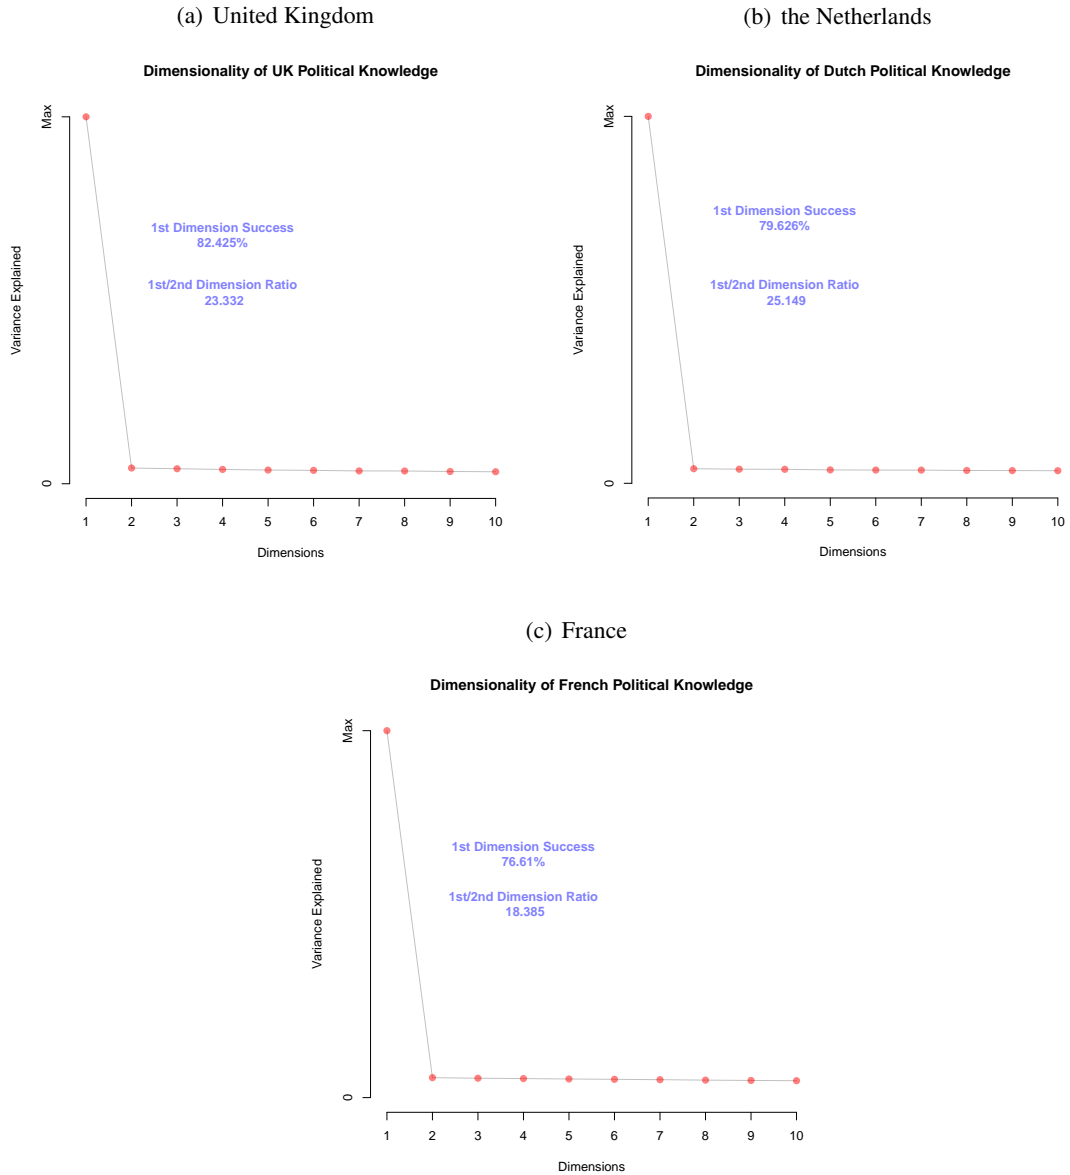 (a) United Kingdom
Dimensionality of UK Political Knowledge
Max
Variance Explained
0
1st Dimension Success
82.425%
1st/2nd Dimension Ratio
23.332
1 2 3 4 5 6 7 8 9 10
Dimensions
(b) the Netherlands
Dimensionality of Dutch Political Knowledge
Max
Variance Explained
0
1st Dimension Success
79.626%
1st/2nd Dimension Ratio
25.149
1 2 3 4 5 6 7 8 9 10
Dimensions
(c) France
Dimensionality of French Political Knowledge
Max
Variance Explained
0
1st Dimension Success
76.61%
1st/2nd Dimension Ratio
18.385
1 2 3 4 5 6 7 8 9 10
Dimensions